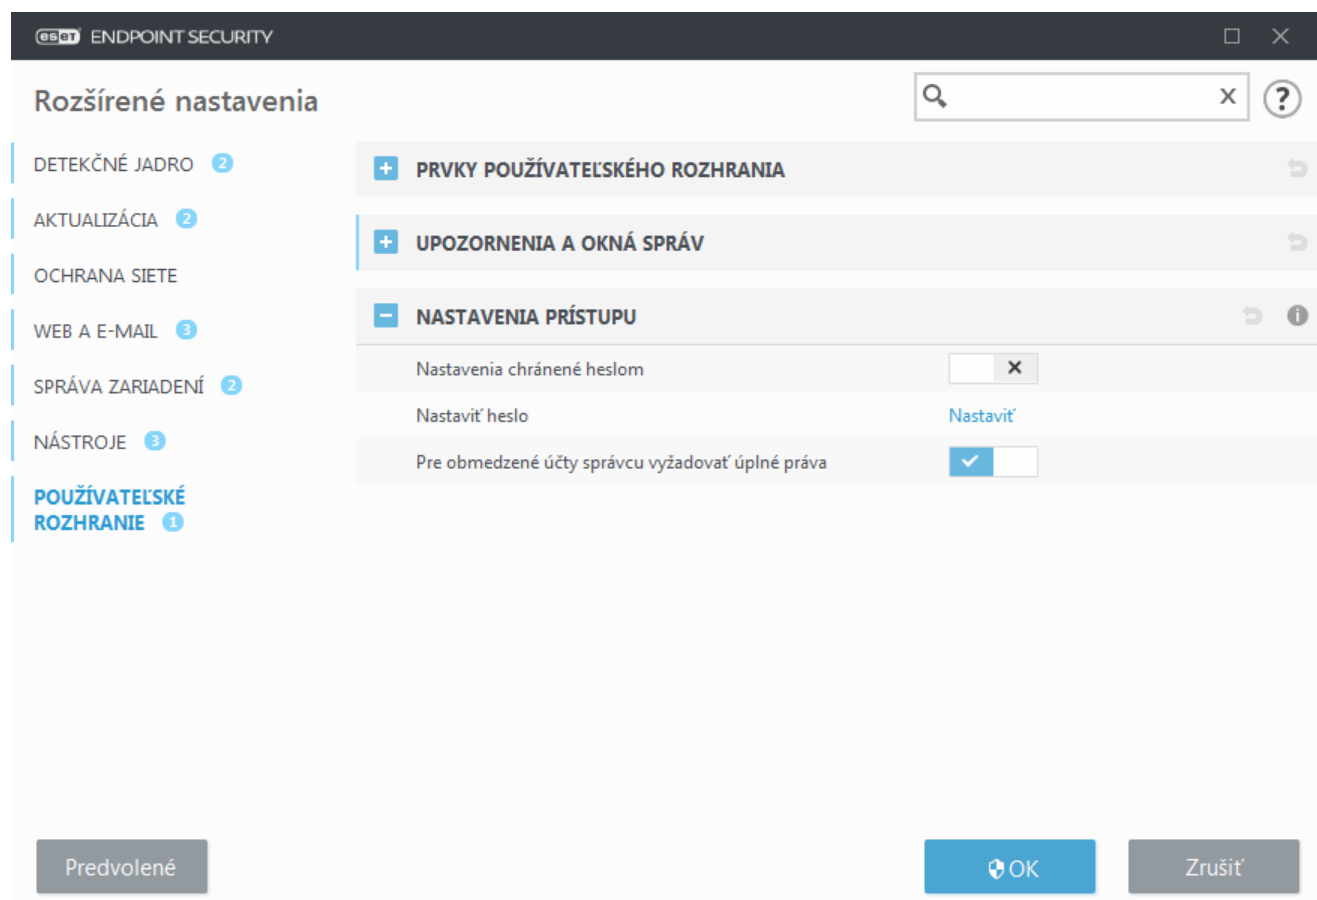 eset ENDPOINT SECURITY
Rozšírené nastavenia
x
?
DETEKČNÉ JADRO 2
AKTUALIZÁCIA 2
OCHRANA SIETE
WEB A E-MAIL 3
SPRÁVA ZARIADENÍ 2
NÁSTROJE 3
POUŽÍVATEĽSKÉ
ROZHRANIE 1
PRVKY POUŽÍVATEĽSKÉHO ROZHRANIA
UPOZORNENIA A OKNÁ SPRÁV
NASTAVENIA PRÍSTUPU
Nastavenia chránené heslom
Nastaviť heslo Nastaviť
Pre obmedzené účty správcu vyžadovať úplné práva
Predvolené
OK
Zrušiť